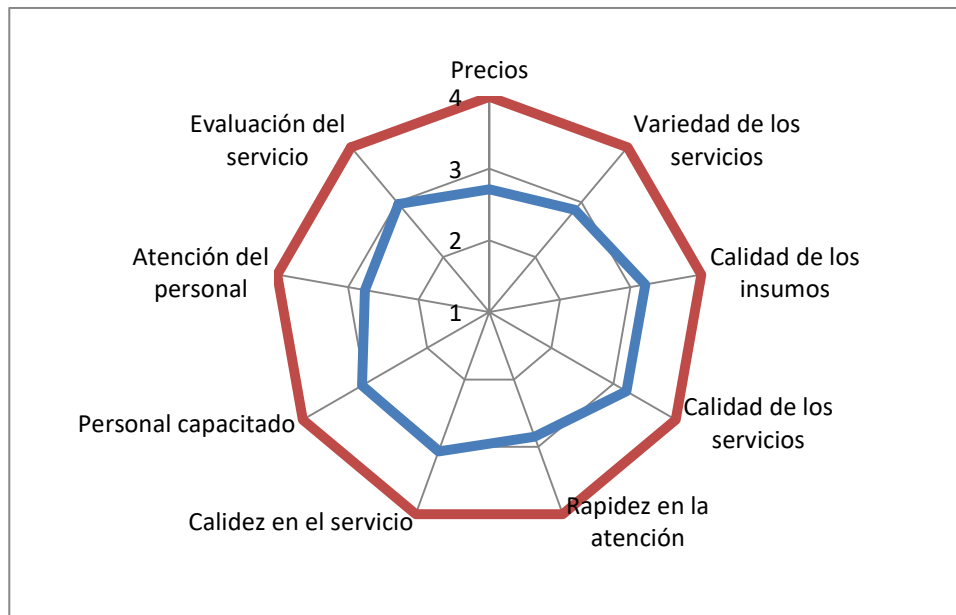 Precios
4
3
2
1
Variedad de los
servicios
Calidad de los
insumos
Calidad de los
servicios
Rapidez en la
atención
Calidez en el servicio
Personal capacitado
Atención del
personal
Evaluación del
servicio